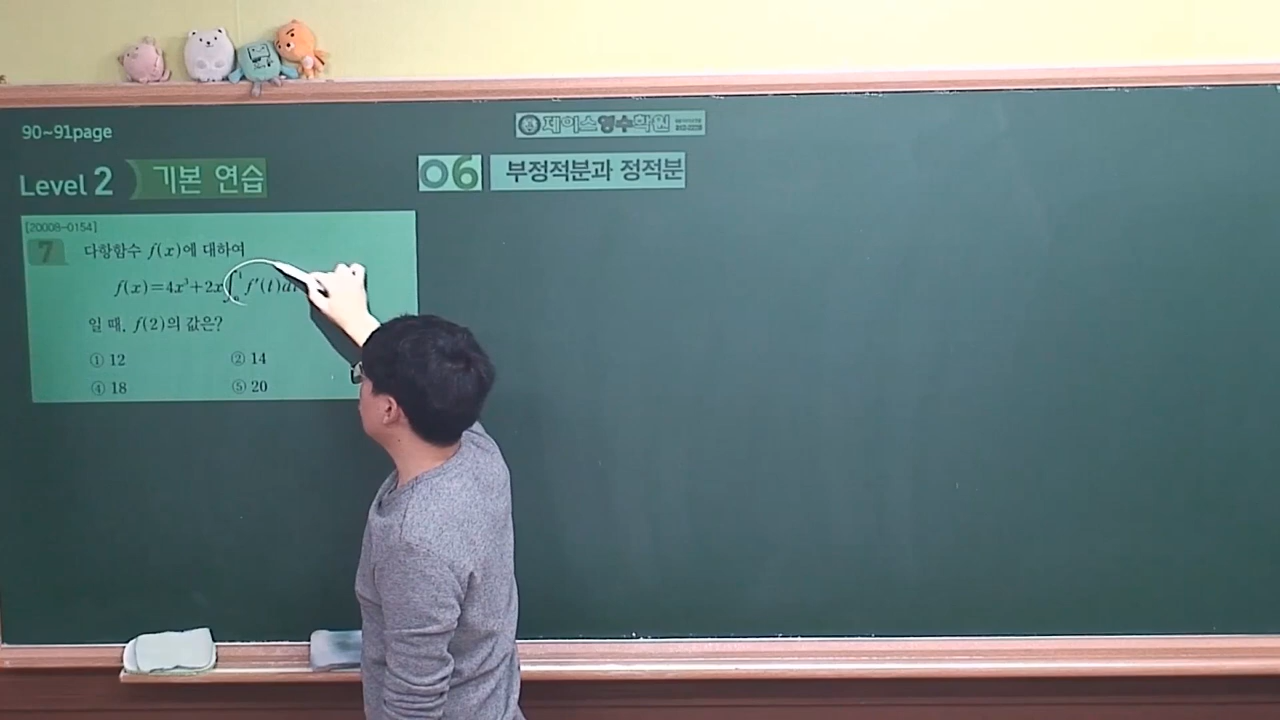 90~91page
제이스영수학원
Level 2 기본 연습
06 부정적분과 정적분
[20008-0154]
7 다항함수 f(x)에 대하여
f(x)=4x³+2x∫ f′(t)d
일 때, f(2)의 값은?
① 12 ② 14
④ 18 ⑤ 20